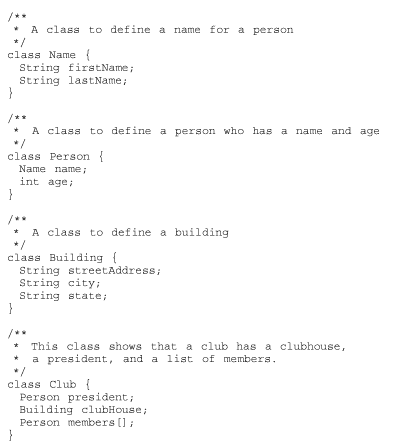 /**
 *  A class to define a name for a person
 */
class Name {
  String firstName;
  String lastName;
}
/**
 *  A class to define a person who has a name and age
 */
class Person {
  Name name;
  int age;
}
/**
 *  A class to define a building
 */
class Building {
  String streetAddress;
  String city;
  String state;
}
/**
 *  This class shows that a club has a clubhouse,
 *  a president, and a list of members.
 */
class Club {
  Person president;
  Building clubHouse;
  Person members[];
}